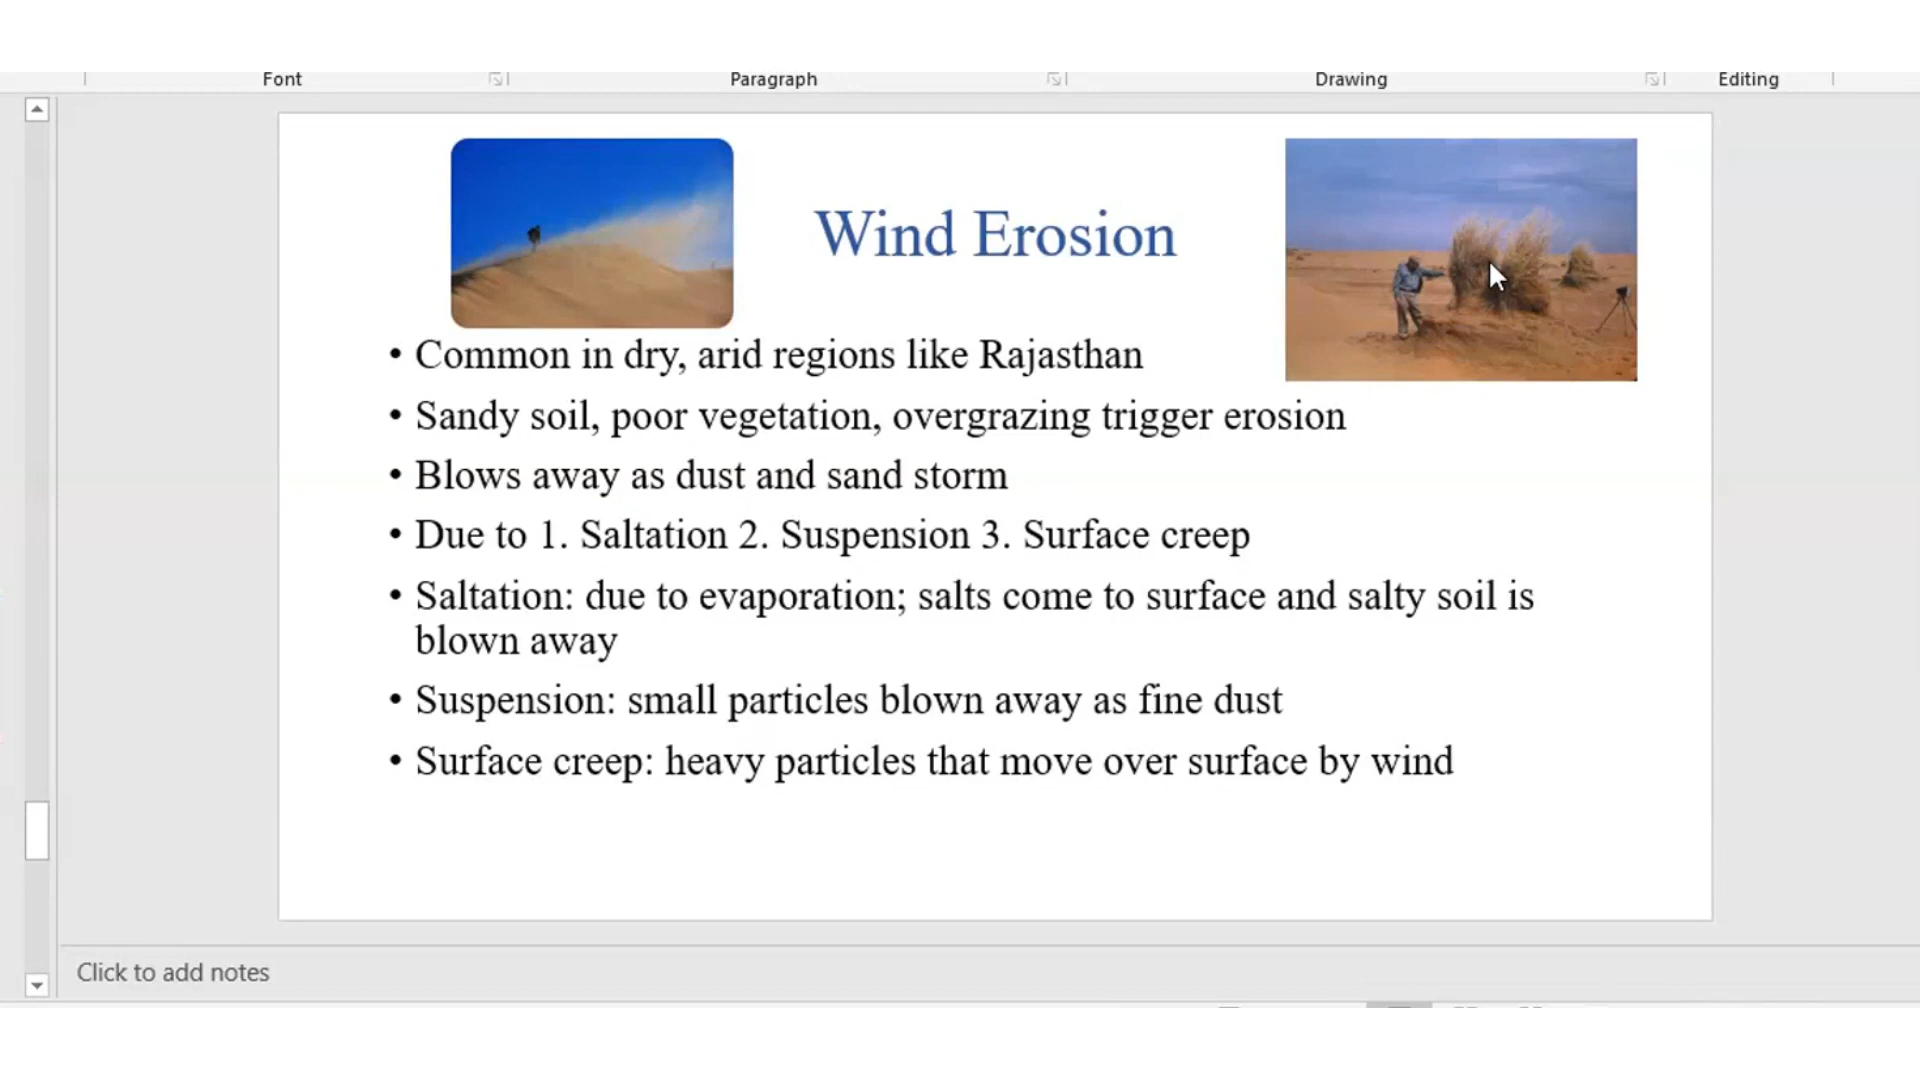 Font Paragraph Drawing Editing
Wind Erosion
• Common in dry, arid regions like Rajasthan
• Sandy soil, poor vegetation, overgrazing trigger erosion
• Blows away as dust and sand storm
• Due to 1. Saltation 2. Suspension 3. Surface creep
• Saltation: due to evaporation; salts come to surface and salty soil is
blown away
• Suspension: small particles blown away as fine dust
• Surface creep: heavy particles that move over surface by wind
Click to add notes